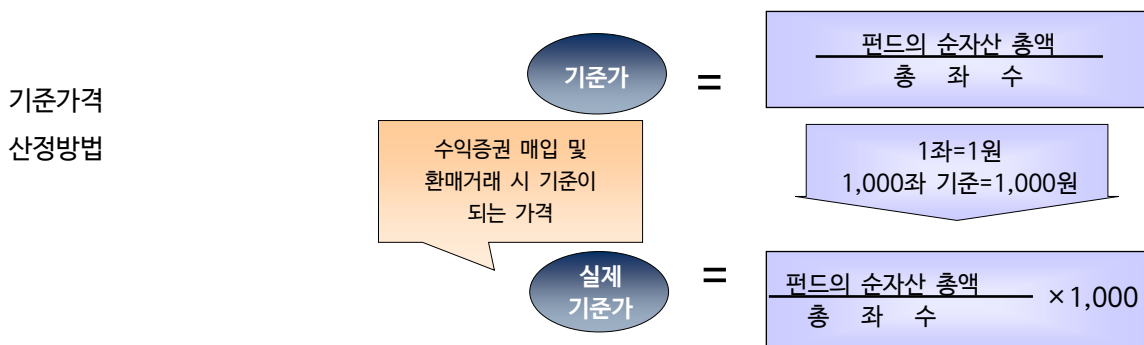 기준가격
산정방법
기준가
=
펀드의 순자산 총액
총 좌 수
수익증권 매입 및
환매거래 시 기준이
되는 가격
1좌=1원
1,000좌 기준=1,000원
실제
기준가
=
펀드의 순자산 총액
총 좌 수
×1,000